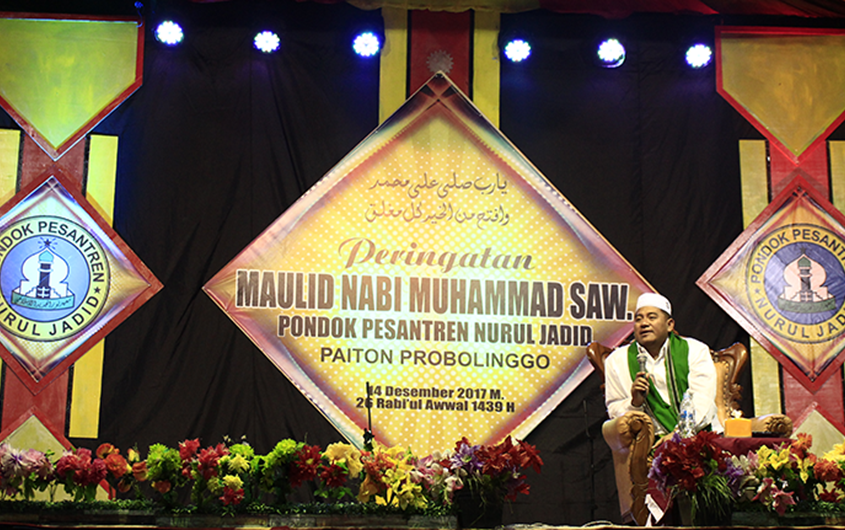 يارب صلى على محمد
وافتح من الخير كل مغلق
Peringatan
MAULID NABI MUHAMMAD SAW.
PONDOK PESANTREN NURUL JADID
PAITON PROBOLINGGO
14 Desember 2017 M.
26 Rabi'ul Awwal 1439 H
PONDOK PESANTREN
NURUL JADID
PONDOK PESANTREN
NURUL JADID